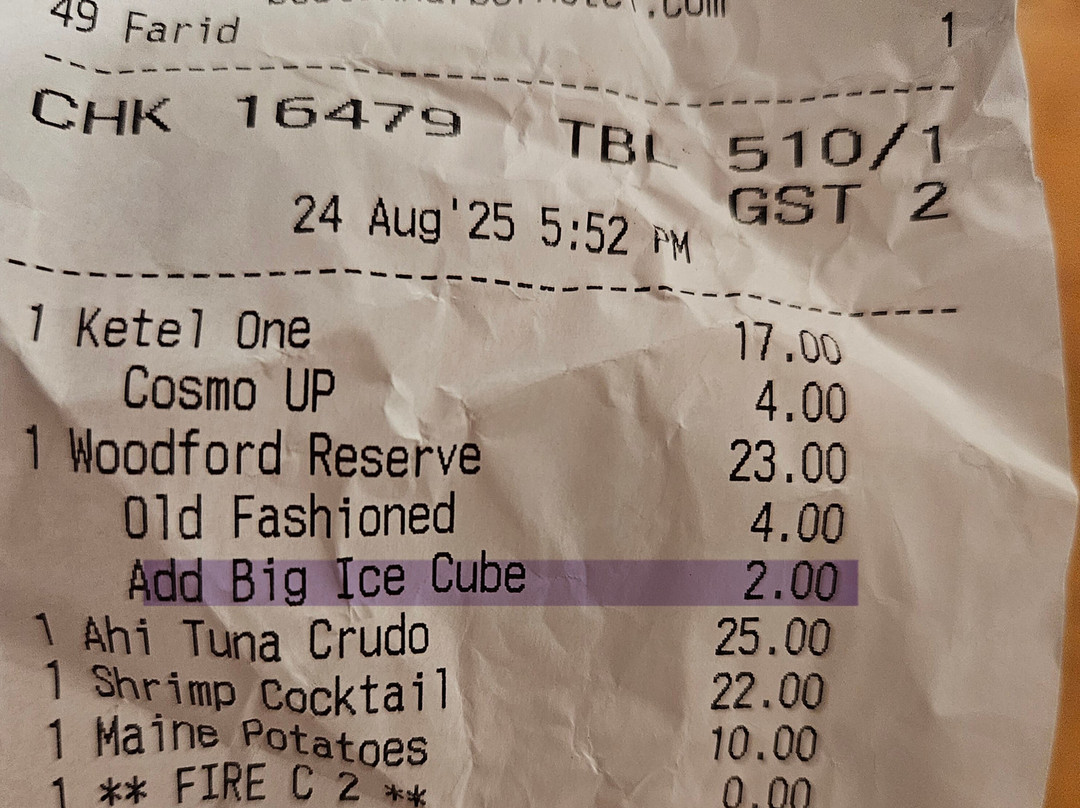 49 Farid 1
CHK 16479 TBL 510/1
GST 2
24 Aug'25 5:52 PM
1 Ketel One 17.00
Cosmo UP 4.00
1 Woodford Reserve 23.00
Old Fashioned 4.00
Add Big Ice Cube 2.00
1 Ahi Tuna Crudo 25.00
1 Shrimp Cocktail 22.00
1 Maine Potatoes 10.00
1 ** FIRE C 2 ** 0.00